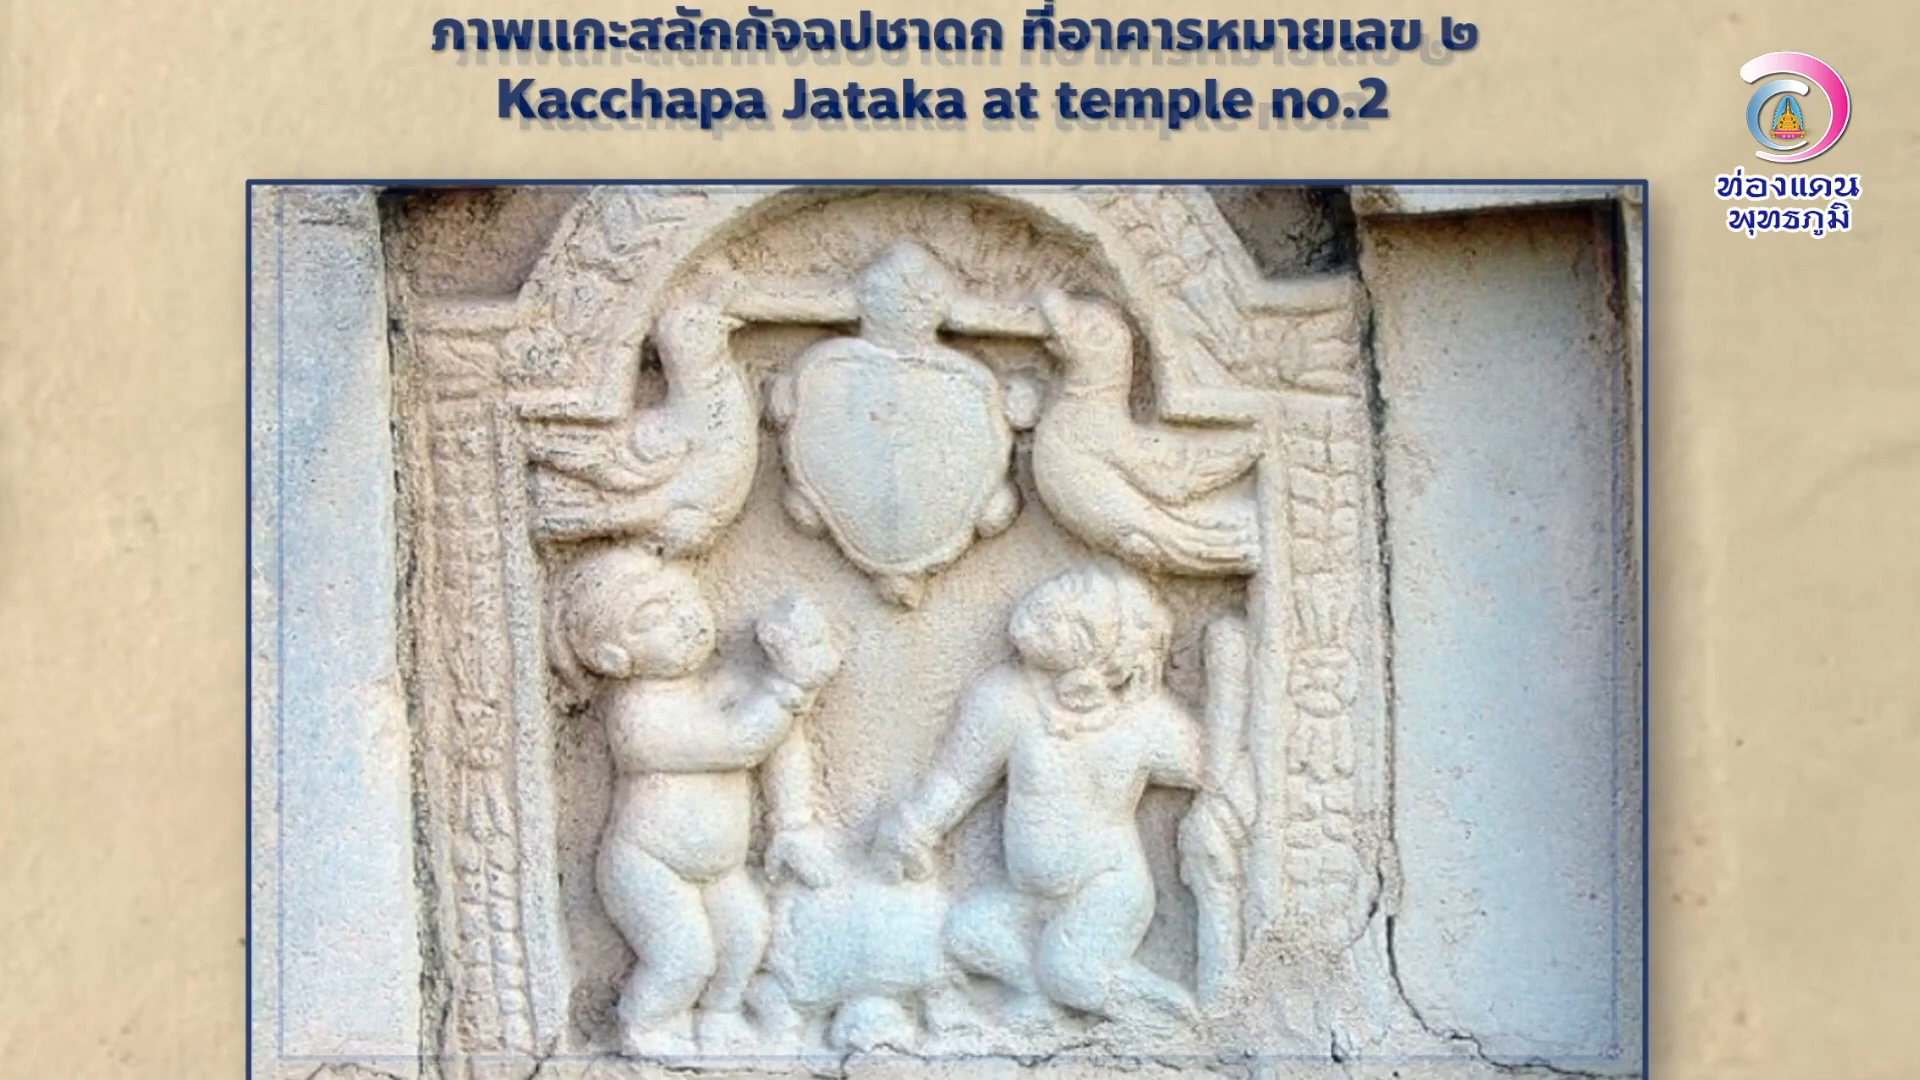 ภาพแกะสลักกัจฉปชาดก ที่อาคารหมายเลข ๒
Kacchapa Jataka at temple no.2
ท่องแดน
พุทธภูมิ